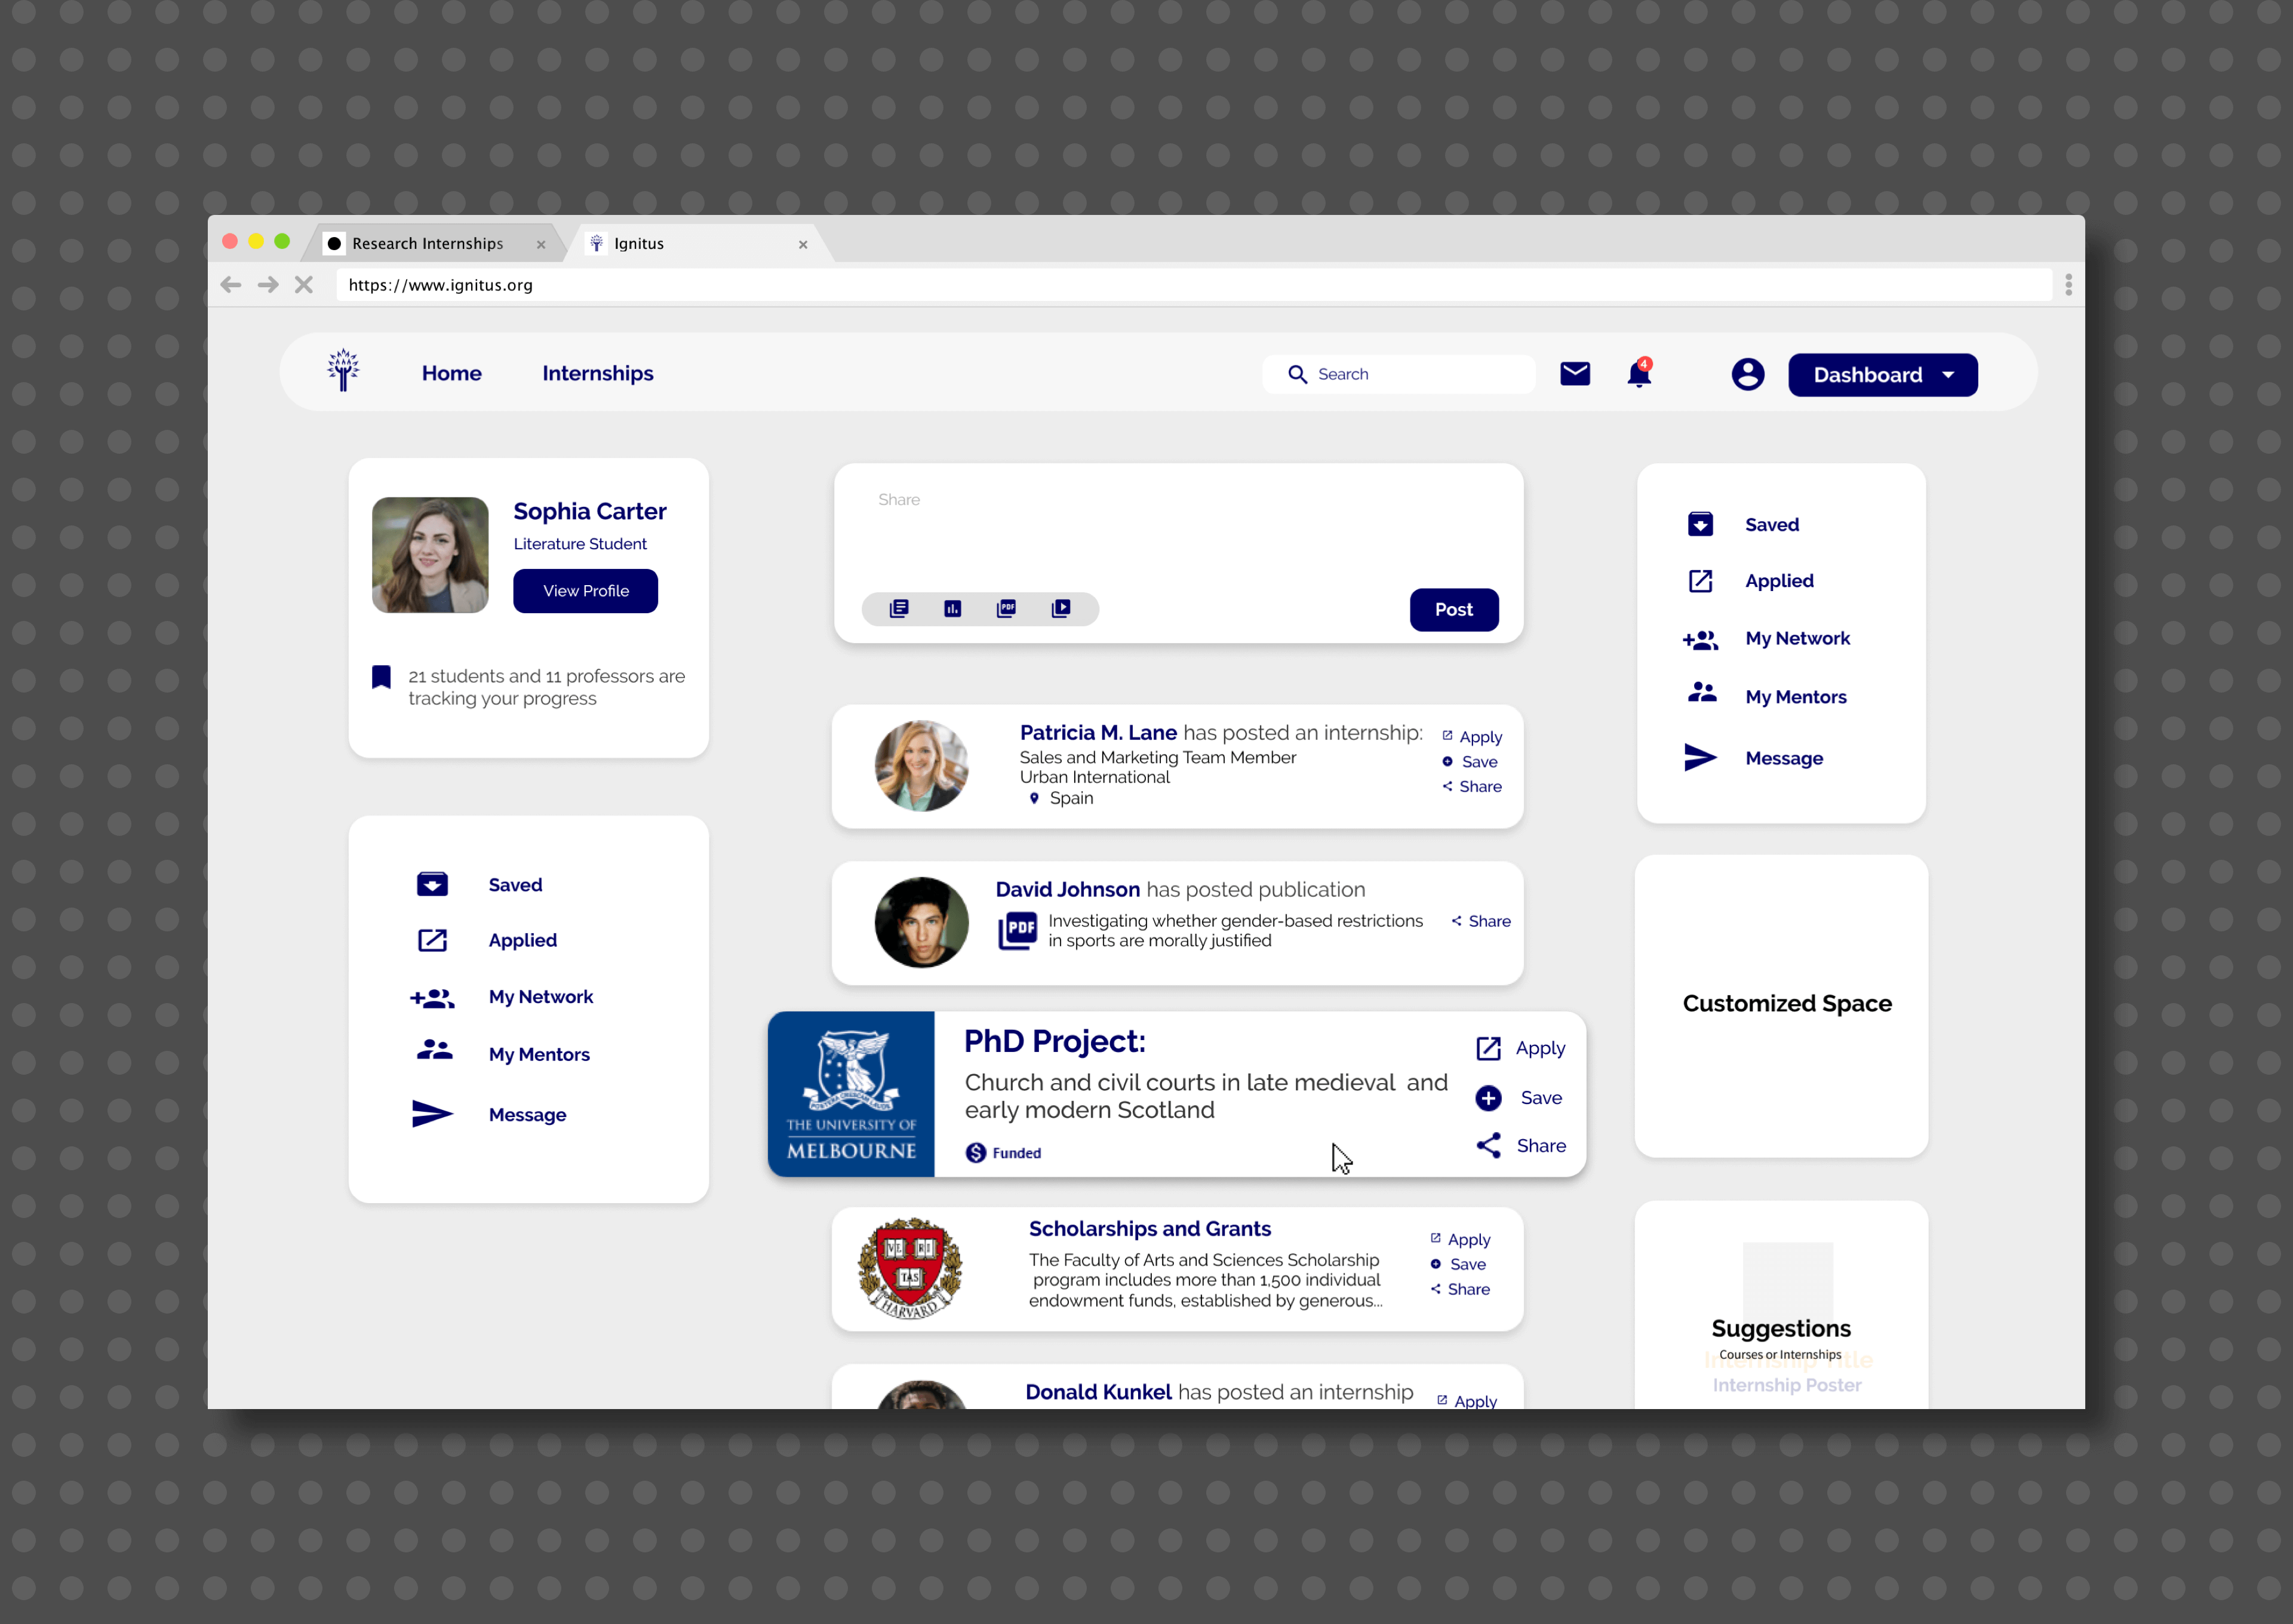 Research Internships
Ignitus
https://www.ignitus.org
Home
Internships
Search
4
Dashboard
Sophia Carter
Literature Student
View Profile
21 students and 11 professors are
tracking your progress
Saved
Applied
My Network
My Mentors
Message
Share
PDF
Post
Patricia M. Lane has posted an internship:
Sales and Marketing Team Member
Urban International
Spain
Apply
Save
Share
David Johnson has posted publication
PDF
Investigating whether gender-based restrictions
in sports are morally justified
Share
THE UNIVERSITY OF
MELBOURNE
PhD Project:
Church and civil courts in late medieval and
early modern Scotland
$ Funded
Apply
Save
Share
VE RI
TAS
HARVARD
Scholarships and Grants
The Faculty of Arts and Sciences Scholarship
program includes more than 1,500 individual
endowment funds, established by generous...
Apply
Save
Share
Donald Kunkel has posted an internship
Apply
Saved
Applied
My Network
My Mentors
Message
Customized Space
Suggestions
Courses or Internships
Internship Title
Internship Poster